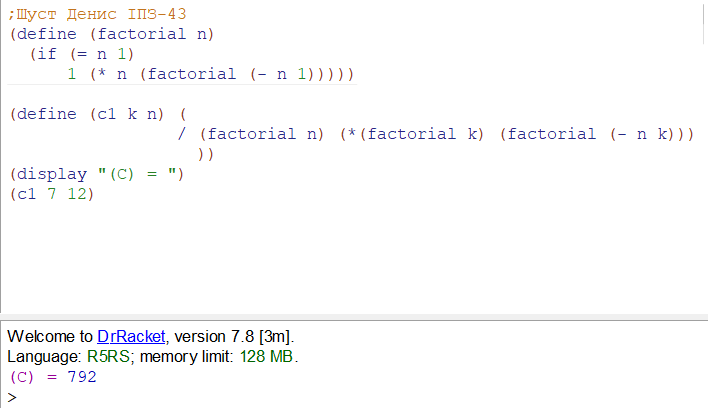 ;Шуст Денис ІПЗ-43
(define (factorial n)
  (if (= n 1)
      1 (* n (factorial (- n 1)))))
(define (c1 k n) (
                 / (factorial n) (*(factorial k) (factorial (- n k)))
                   ))
(display "(C) = ")
(c1 7 12)
Welcome to DrRacket, version 7.8 [3m].
Language: R5RS; memory limit: 128 MB.
(C) = 792
>